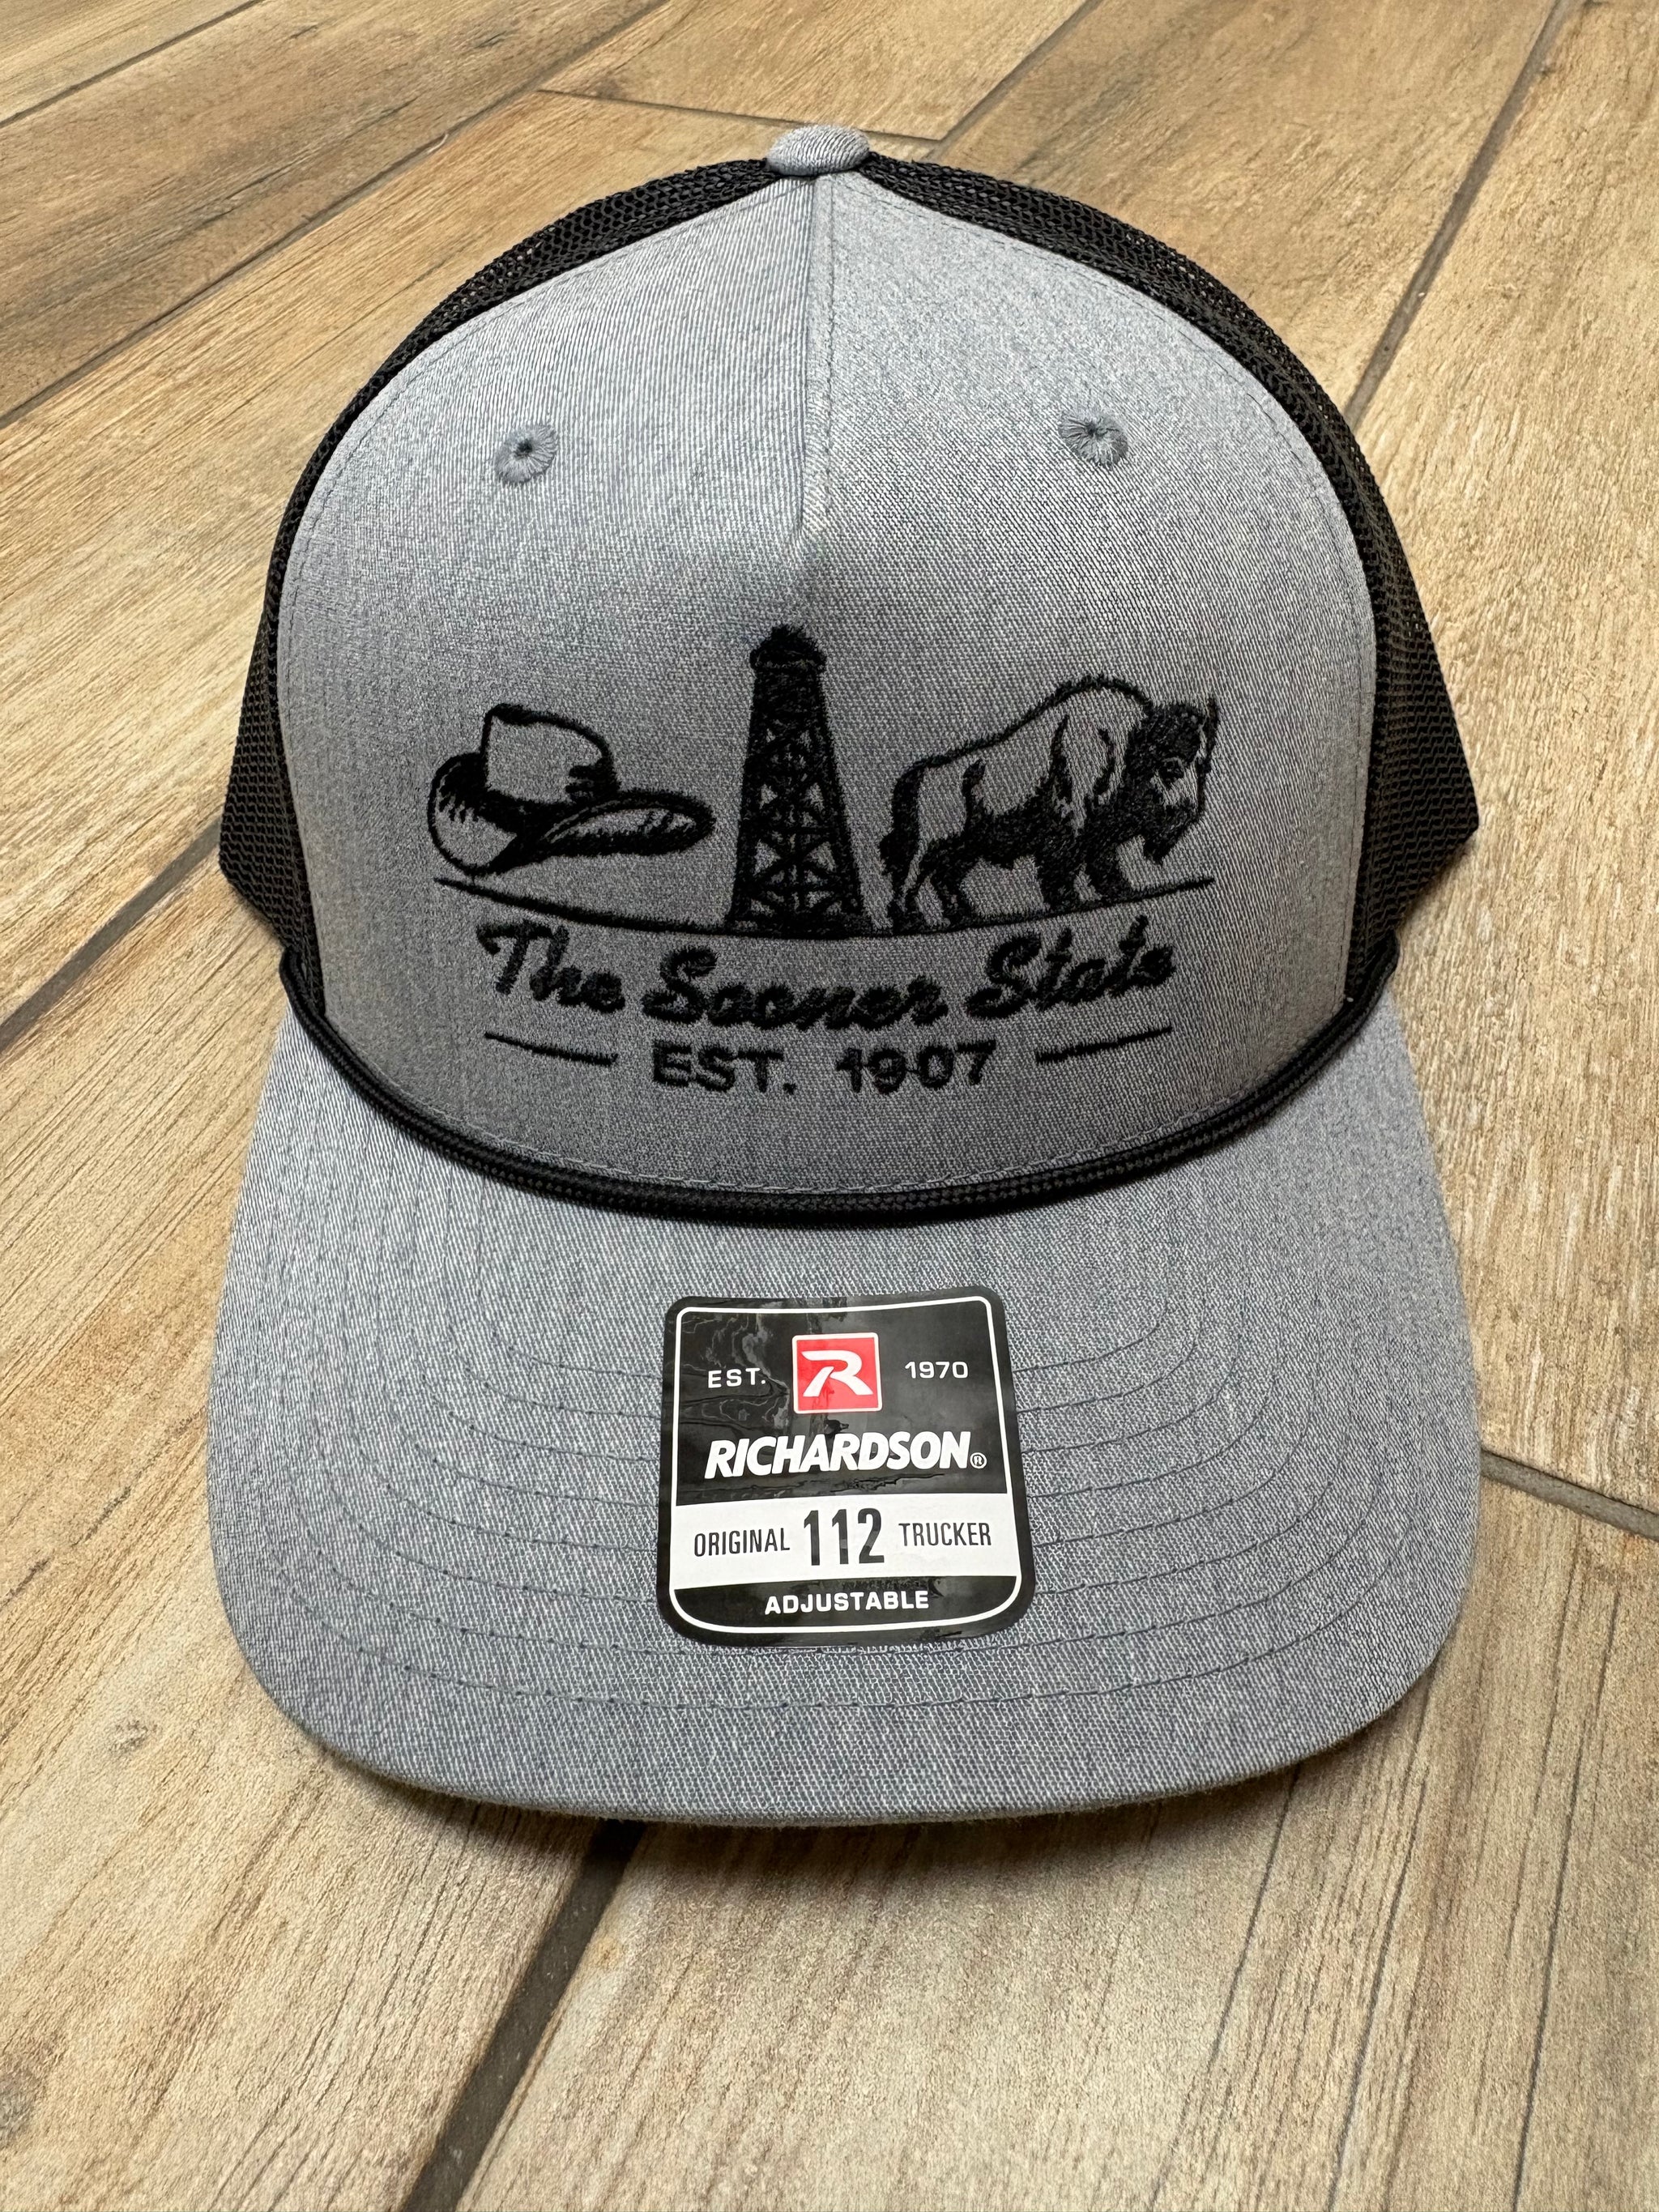 The Sooner State
EST. 1907
EST. R 1970
RICHARDSON®
ORIGINAL 112 TRUCKER
ADJUSTABLE